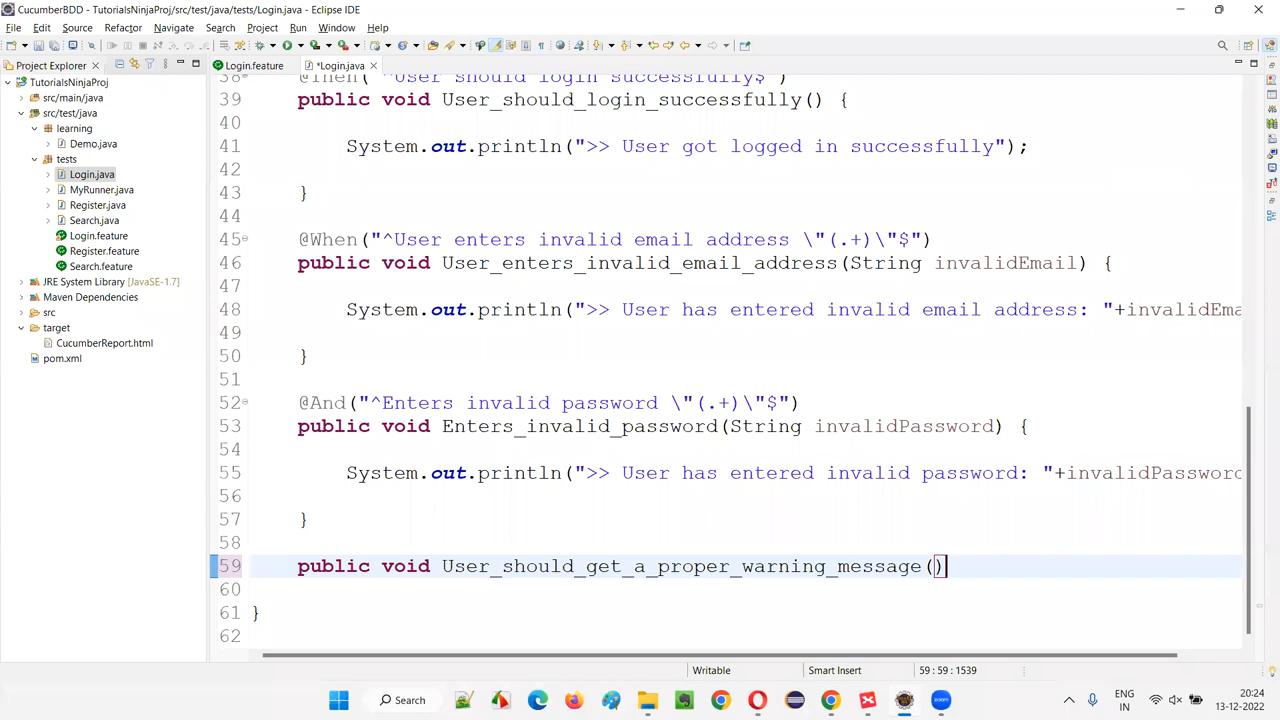 CucumberBDD - TutorialsNinjaProj/src/test/java/tests/Login.java - Eclipse IDE
File Edit Source Refactor Navigate Search Project Run Window Help
Project Explorer
Login.feature
*Login.java
TutorialsNinjaProj
src/main/java
src/test/java
learning
Demo.java
tests
Login.java
MyRunner.java
Register.java
Search.java
Login.feature
Register.feature
Search.feature
JRE System Library [JavaSE-1.7]
Maven Dependencies
src
target
CucumberReport.html
pom.xml
38 @Then("^User should login successfully$")
39 public void User_should_login_successfully() {
40
41 System.out.println(">> User got logged in successfully");
42
43 }
44
45 @When("^User enters invalid email address \"(.+)\"$")
46 public void User_enters_invalid_email_address(String invalidEmail) {
47
48 System.out.println(">> User has entered invalid email address: "+invalidEma
49
50 }
51
52 @And("^Enters invalid password \"(.+)\"$")
53 public void Enters_invalid_password(String invalidPassword) {
54
55 System.out.println(">> User has entered invalid password: "+invalidPassword
56
57 }
58
59 public void User_should_get_a_proper_warning_message()
60
61 }
62
Writable Smart Insert 59 : 59 : 1539
Search
zoom
ENG
IN
20:24
13-12-2022